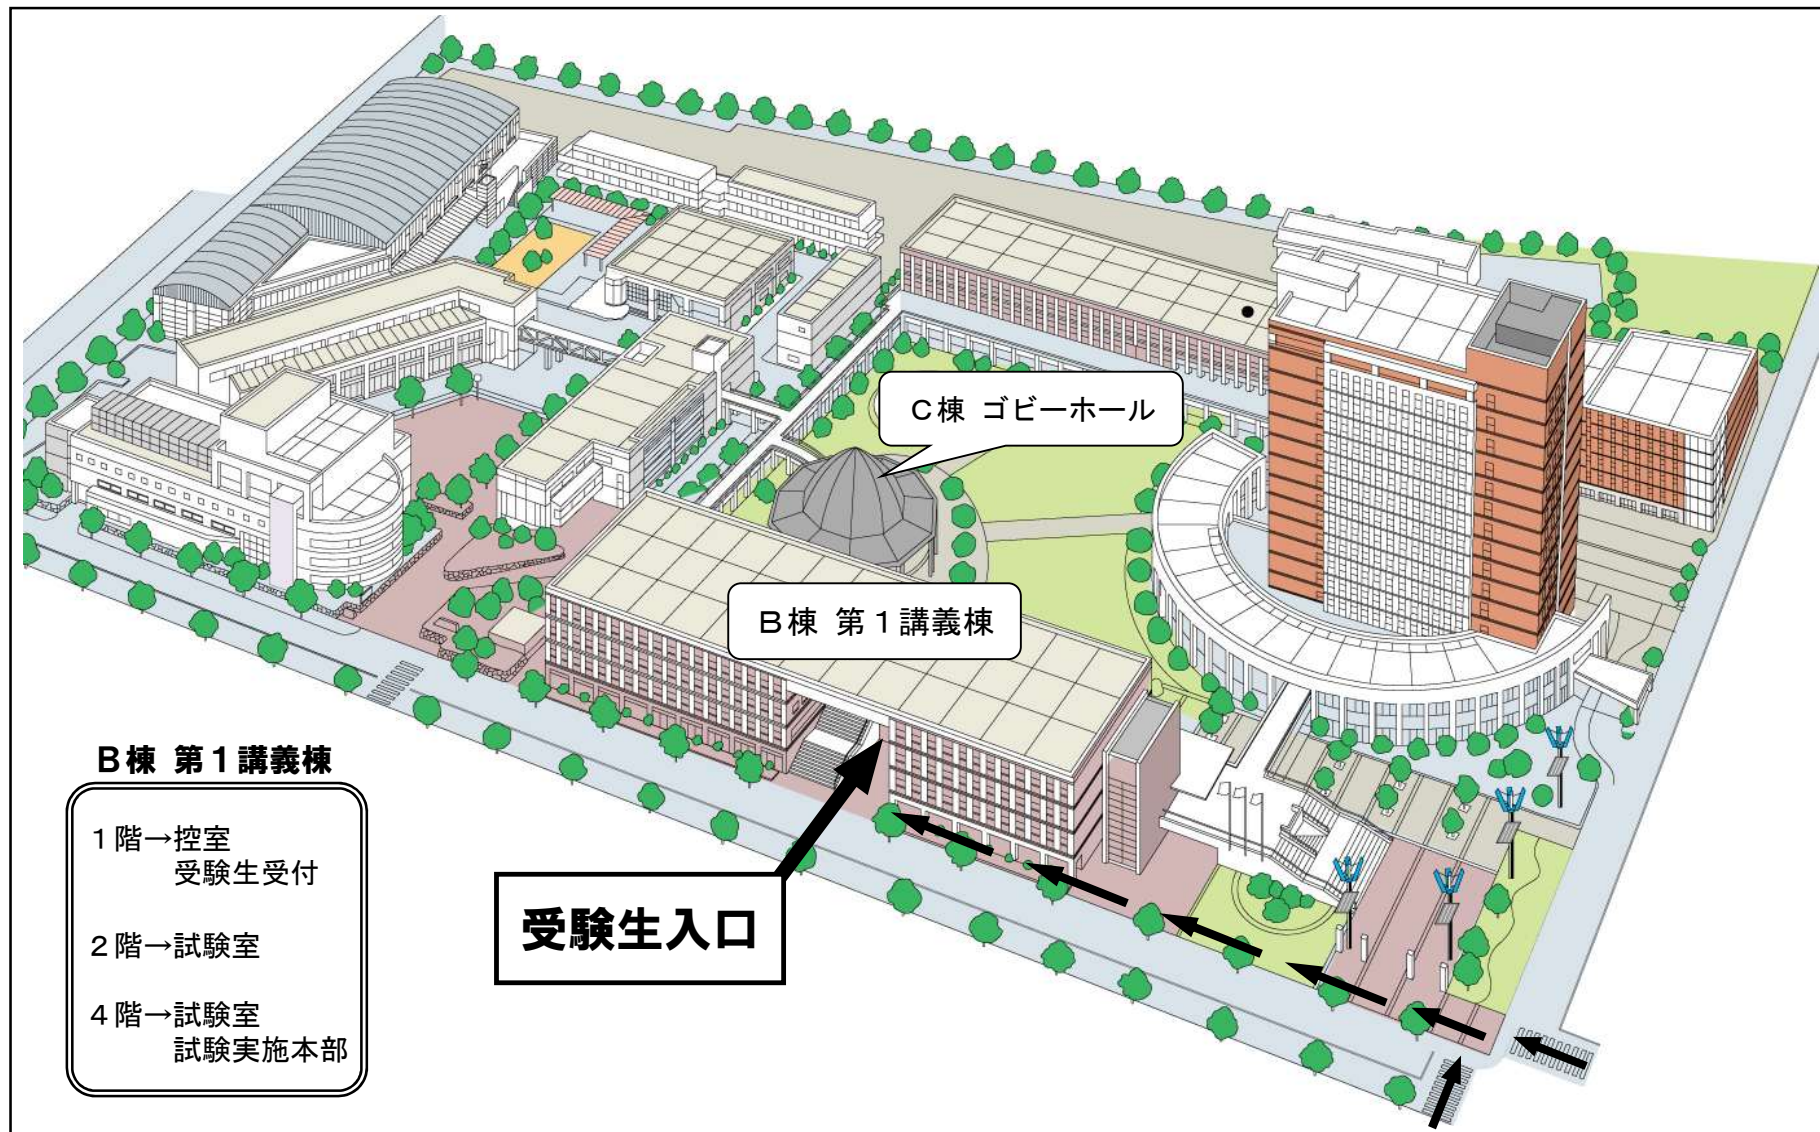 C棟 ゴビーホール
B棟 第1講義棟
B棟 第1講義棟
1階→控室
受験生受付
2階→試験室
4階→試験室
試験実施本部
受験生入口